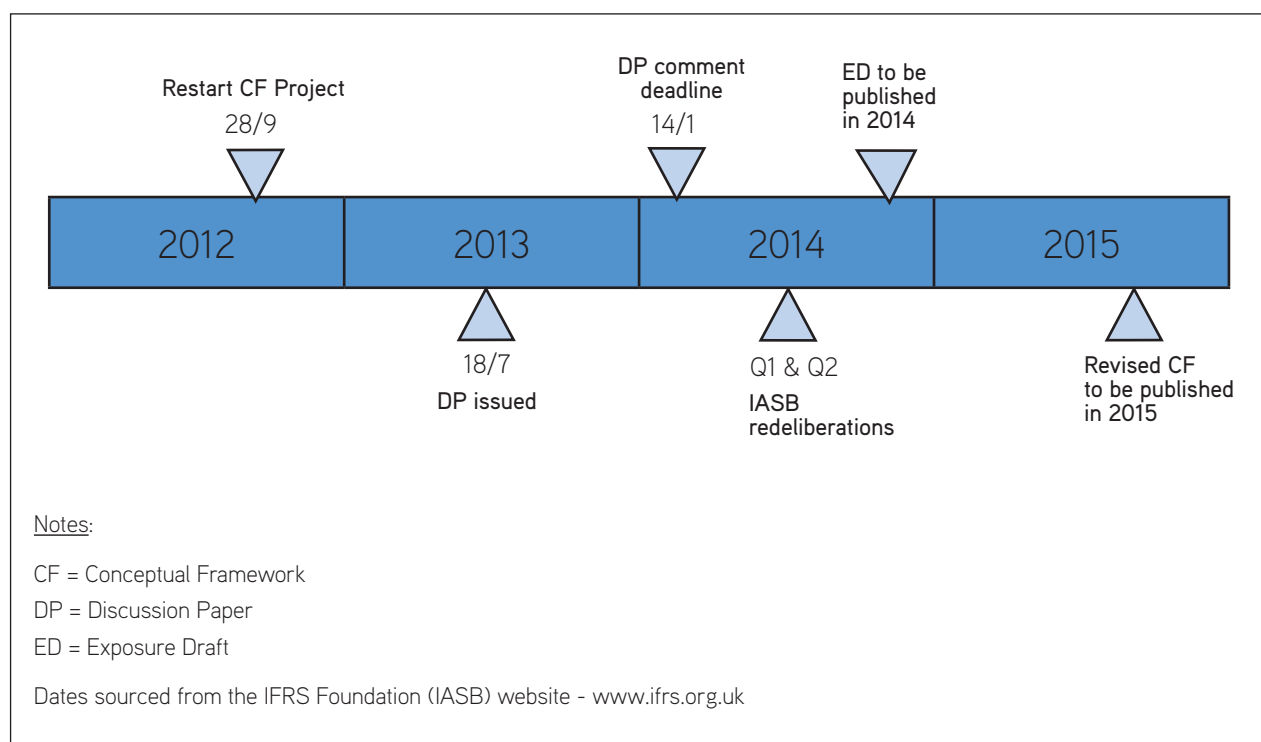 Restart CF Project
28/9
DP comment
deadline
14/1
ED to be
published
in 2014
2012
2013
2014
2015
18/7
DP issued
Q1 & Q2
IASB
redeliberations
Revised CF
to be published
in 2015
Notes:
CF = Conceptual Framework
DP = Discussion Paper
ED = Exposure Draft
Dates sourced from the IFRS Foundation (IASB) website - www.ifrs.org.uk